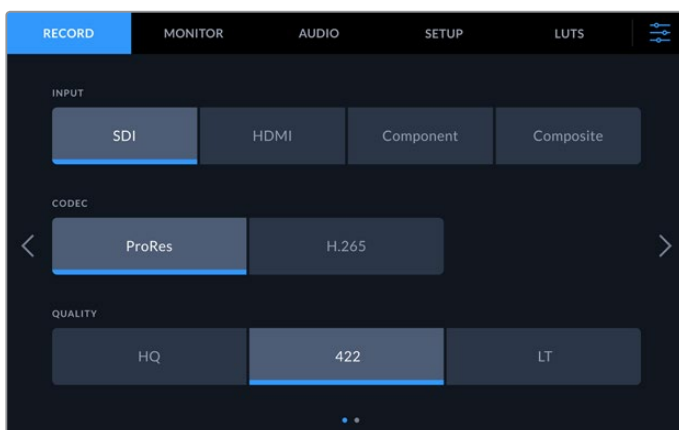 RECORD MONITOR AUDIO SETUP LUTS
INPUT
SDI HDMI Component Composite
CODEC
ProRes H.265
QUALITY
HQ 422 LT